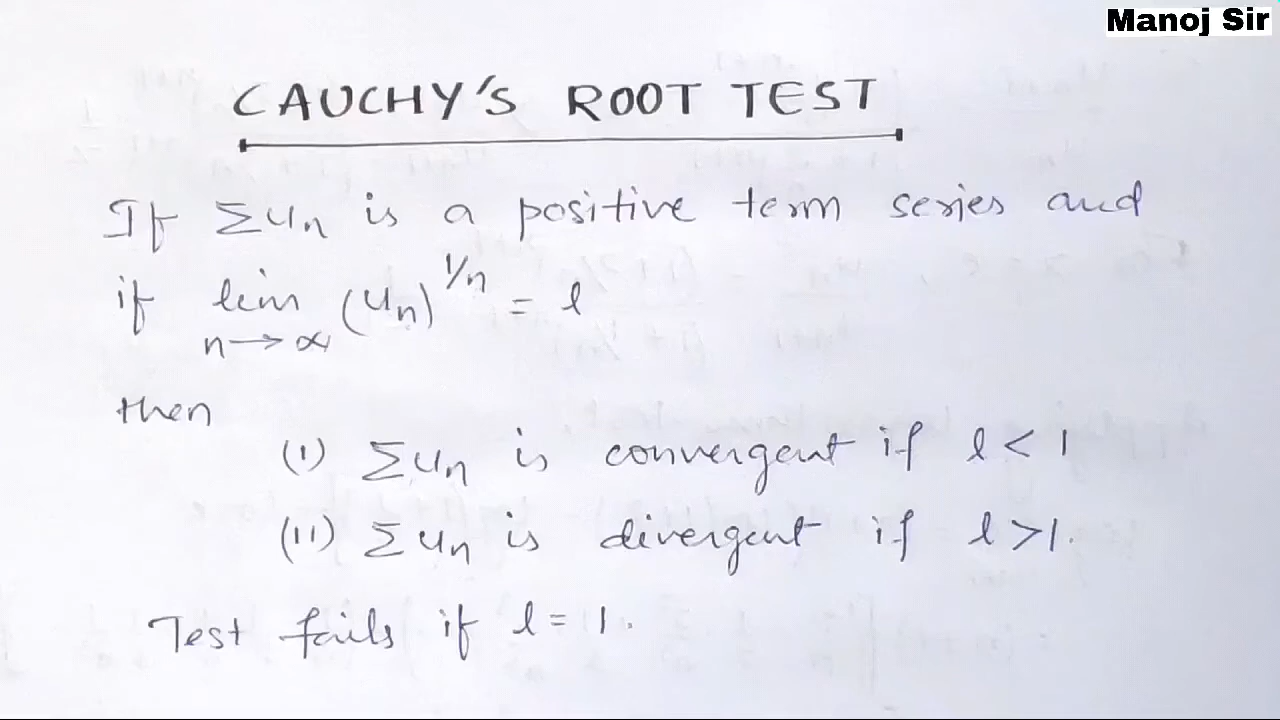 Manoj Sir
CAUCHY'S ROOT TEST
If Σun is a positive term series and
if lim n→∞ (un)^1/n = l
then
(I) Σun is convergent if l < 1
(II) Σun is divergent if l > 1.
Test fails if l = 1.